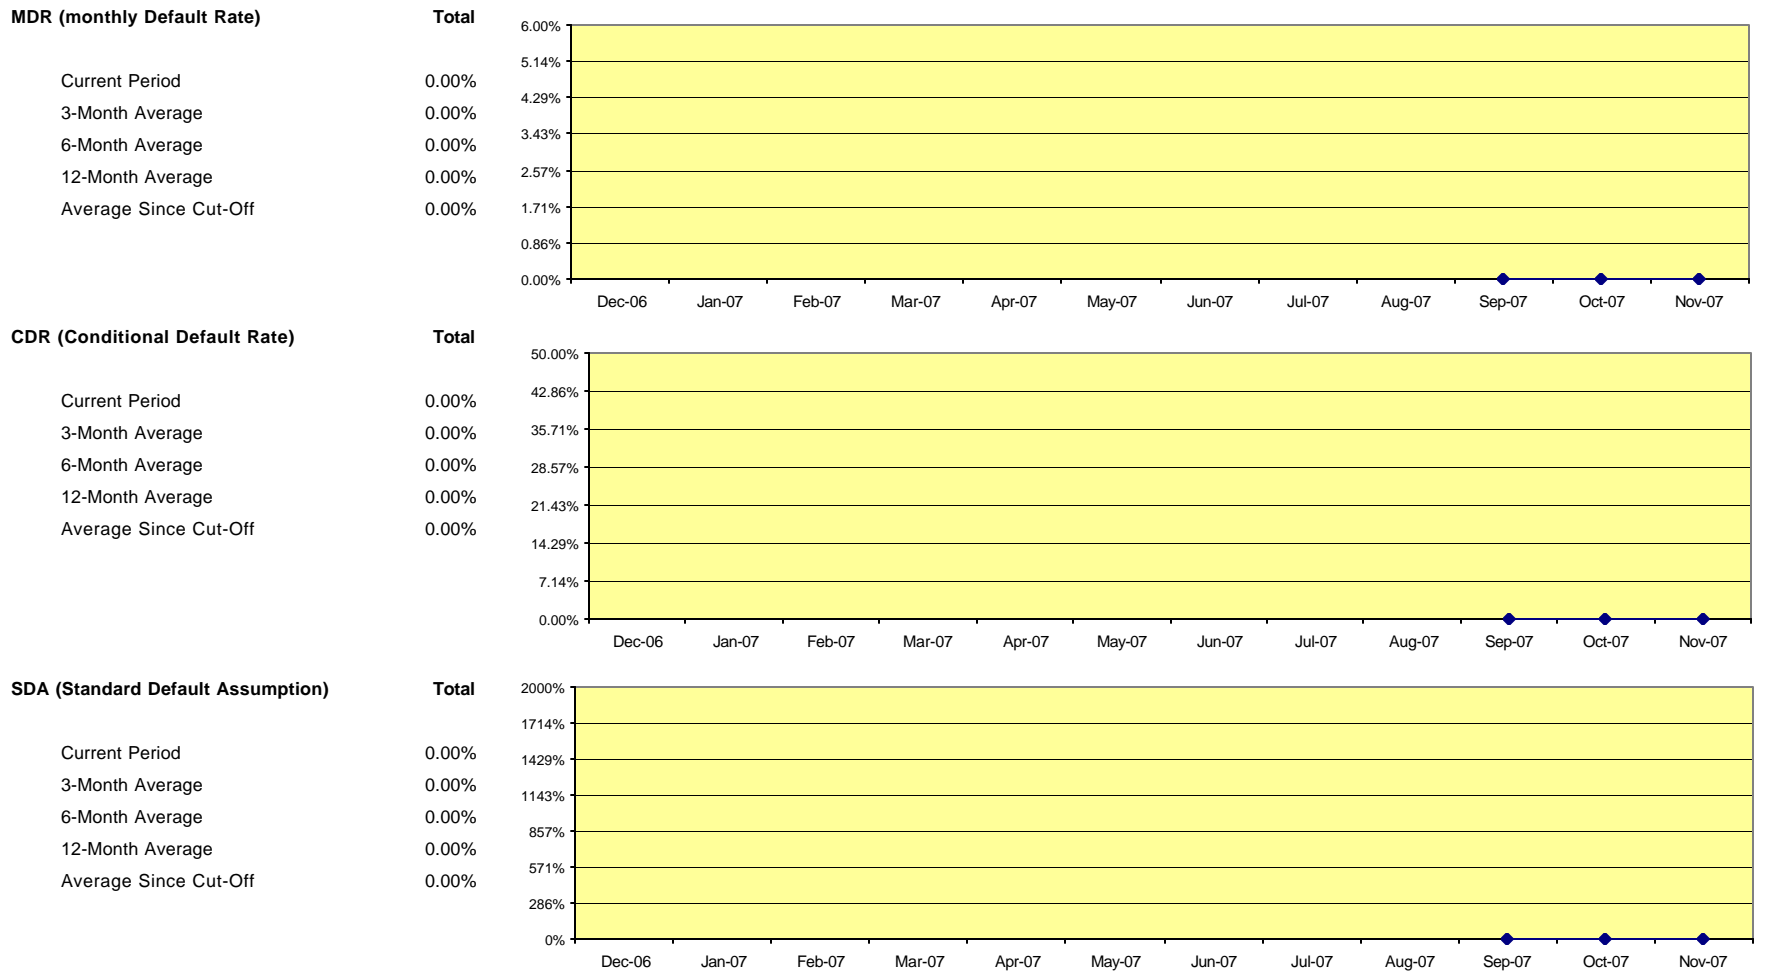 MDR (monthly Default Rate) Total
Current Period 0.00%
3-Month Average 0.00%
6-Month Average 0.00%
12-Month Average 0.00%
Average Since Cut-Off 0.00%
6.00%
5.14%
4.29%
3.43%
2.57%
1.71%
0.86%
0.00%
Dec-06 Jan-07 Feb-07 Mar-07 Apr-07 May-07 Jun-07 Jul-07 Aug-07 Sep-07 Oct-07 Nov-07
CDR (Conditional Default Rate) Total
Current Period 0.00%
3-Month Average 0.00%
6-Month Average 0.00%
12-Month Average 0.00%
Average Since Cut-Off 0.00%
50.00%
42.86%
35.71%
28.57%
21.43%
14.29%
7.14%
0.00%
Dec-06 Jan-07 Feb-07 Mar-07 Apr-07 May-07 Jun-07 Jul-07 Aug-07 Sep-07 Oct-07 Nov-07
SDA (Standard Default Assumption) Total
Current Period 0.00%
3-Month Average 0.00%
6-Month Average 0.00%
12-Month Average 0.00%
Average Since Cut-Off 0.00%
2000%
1714%
1429%
1143%
857%
571%
286%
0%
Dec-06 Jan-07 Feb-07 Mar-07 Apr-07 May-07 Jun-07 Jul-07 Aug-07 Sep-07 Oct-07 Nov-07